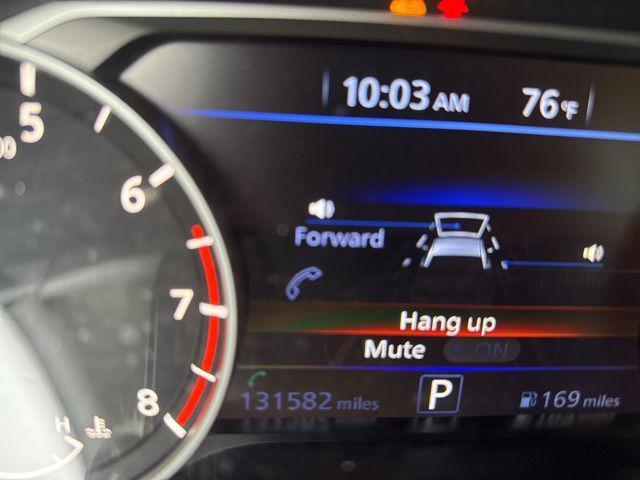 10:03 AM 76°F
5
6
Forward
7
Hang up
Mute ON
8 131582 miles P 169 miles
H E